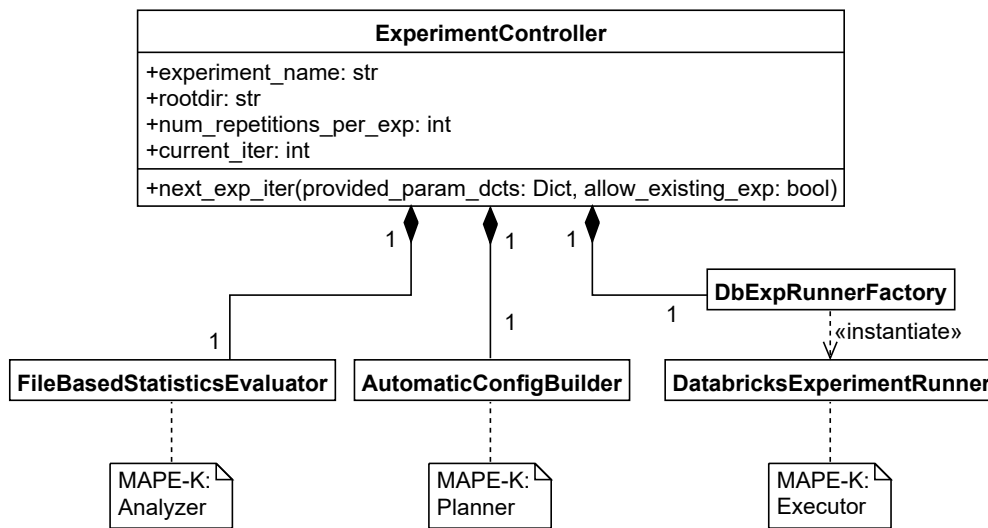 ExperimentController
+experiment_name: str
+rootdir: str
+num_repetitions_per_exp: int
+current_iter: int
+next_exp_iter(provided_param_dcts: Dict, allow_existing_exp: bool)
1
1
1
DbExpRunnerFactory
1
1
1
«instantiate»
FileBasedStatisticsEvaluator
AutomaticConfigBuilder
DatabricksExperimentRunner
MAPE-K:
Analyzer
MAPE-K:
Planner
MAPE-K:
Executor